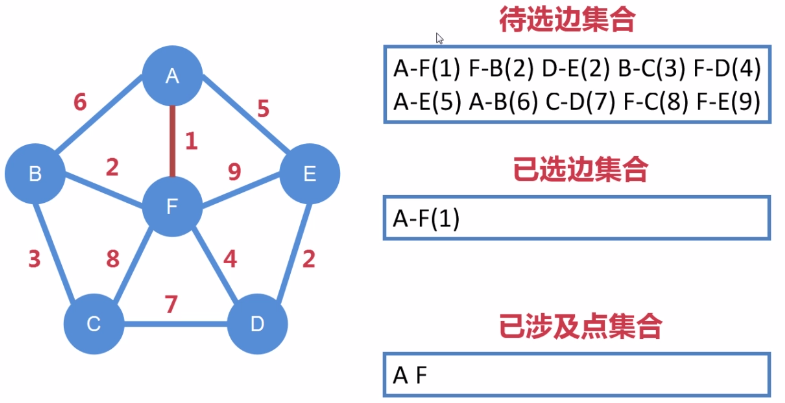 待选边集合
A-F(1) F-B(2) D-E(2) B-C(3) F-D(4)
A-E(5) A-B(6) C-D(7) F-C(8) F-E(9)
已选边集合
A-F(1)
已涉及点集合
A F
A
6
5
1
B
2
9
E
F
3
8
4
2
7
C
D